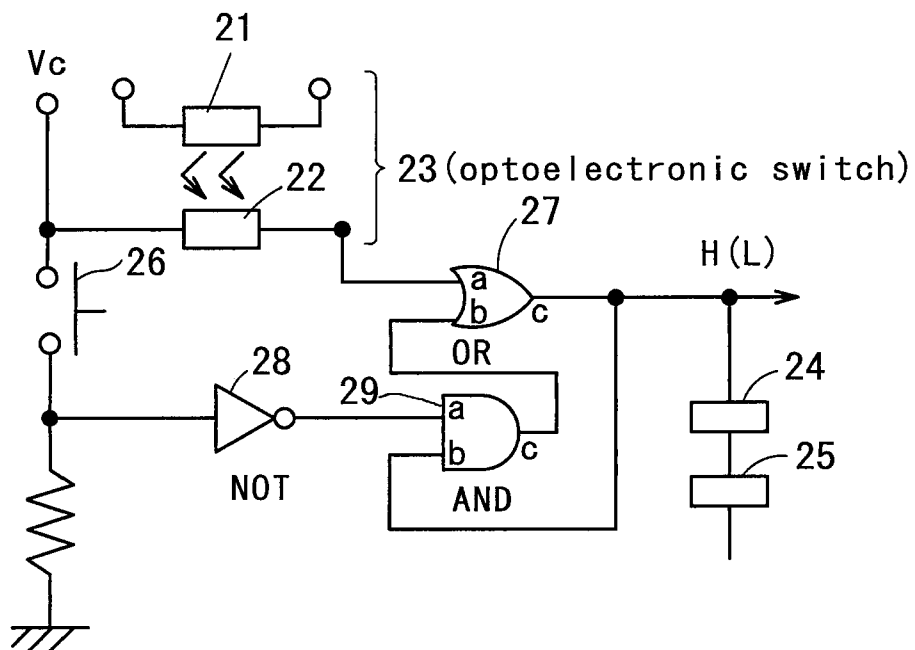 21
Vc
22
23(optoelectronic switch)
26
27
H(L)
a
b
c
OR
28
29
a
b
c
24
25
NOT
AND